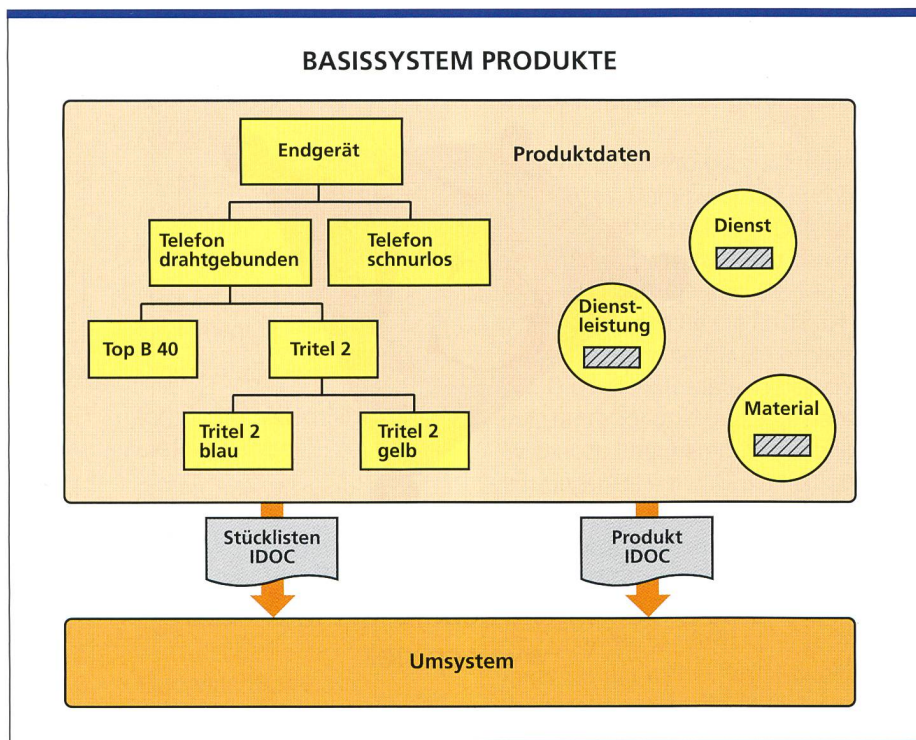 BASISSYSTEM PRODUKTE
Endgerät
Produktdaten
Telefon
drahtgebunden
Telefon
schnurlos
Dienst
Dienst-
leistung
Top B 40
Tritel 2
Material
Tritel 2
blau
Tritel 2
gelb
Stücklisten
IDOC
Produkt
IDOC
Umsystem